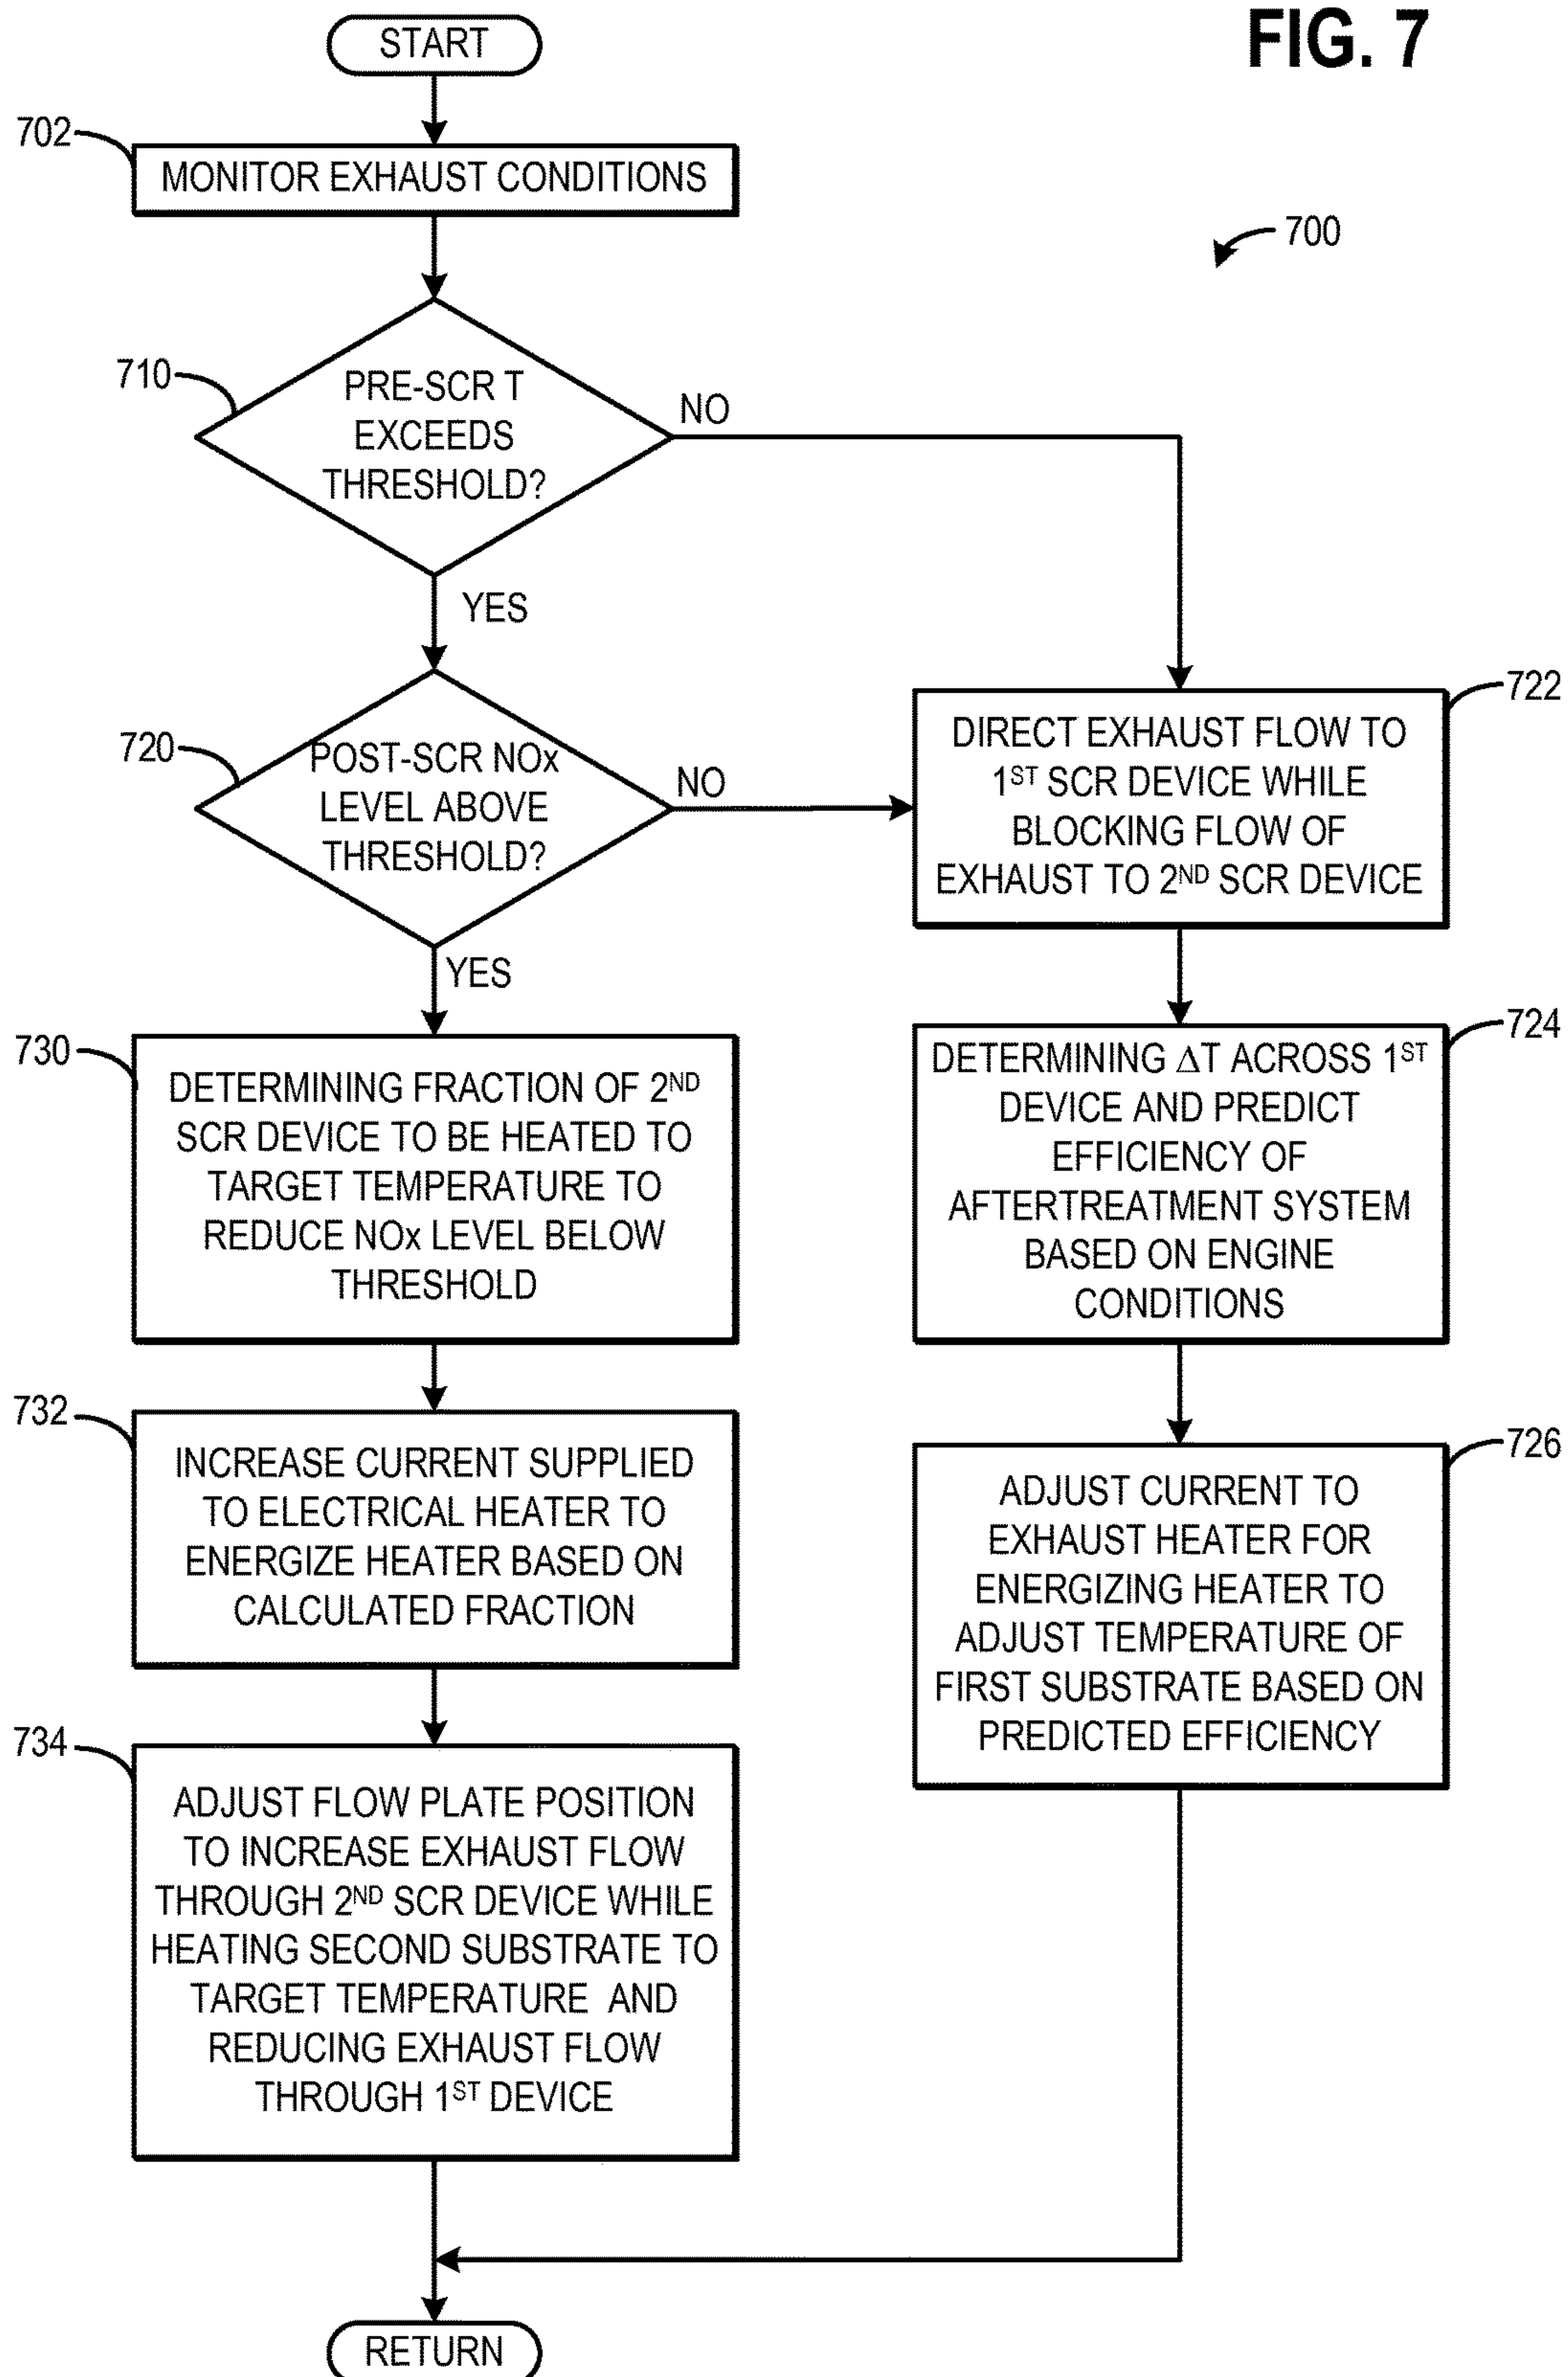 FIG. 7
START
702
MONITOR EXHAUST CONDITIONS
700
710
PRE-SCR T
EXCEEDS
THRESHOLD?
NO
YES
720
POST-SCR NOx
LEVEL ABOVE
THRESHOLD?
NO
YES
722
DIRECT EXHAUST FLOW TO
1ST SCR DEVICE WHILE
BLOCKING FLOW OF
EXHAUST TO 2ND SCR DEVICE
730
DETERMINING FRACTION OF 2ND
SCR DEVICE TO BE HEATED TO
TARGET TEMPERATURE TO
REDUCE NOx LEVEL BELOW
THRESHOLD
724
DETERMINING ΔT ACROSS 1ST
DEVICE AND PREDICT
EFFICIENCY OF
AFTERTREATMENT SYSTEM
BASED ON ENGINE
CONDITIONS
732
INCREASE CURRENT SUPPLIED
TO ELECTRICAL HEATER TO
ENERGIZE HEATER BASED ON
CALCULATED FRACTION
726
ADJUST CURRENT TO
EXHAUST HEATER FOR
ENERGIZING HEATER TO
ADJUST TEMPERATURE OF
FIRST SUBSTRATE BASED ON
PREDICTED EFFICIENCY
734
ADJUST FLOW PLATE POSITION
TO INCREASE EXHAUST FLOW
THROUGH 2ND SCR DEVICE WHILE
HEATING SECOND SUBSTRATE TO
TARGET TEMPERATURE AND
REDUCING EXHAUST FLOW
THROUGH 1ST DEVICE
RETURN